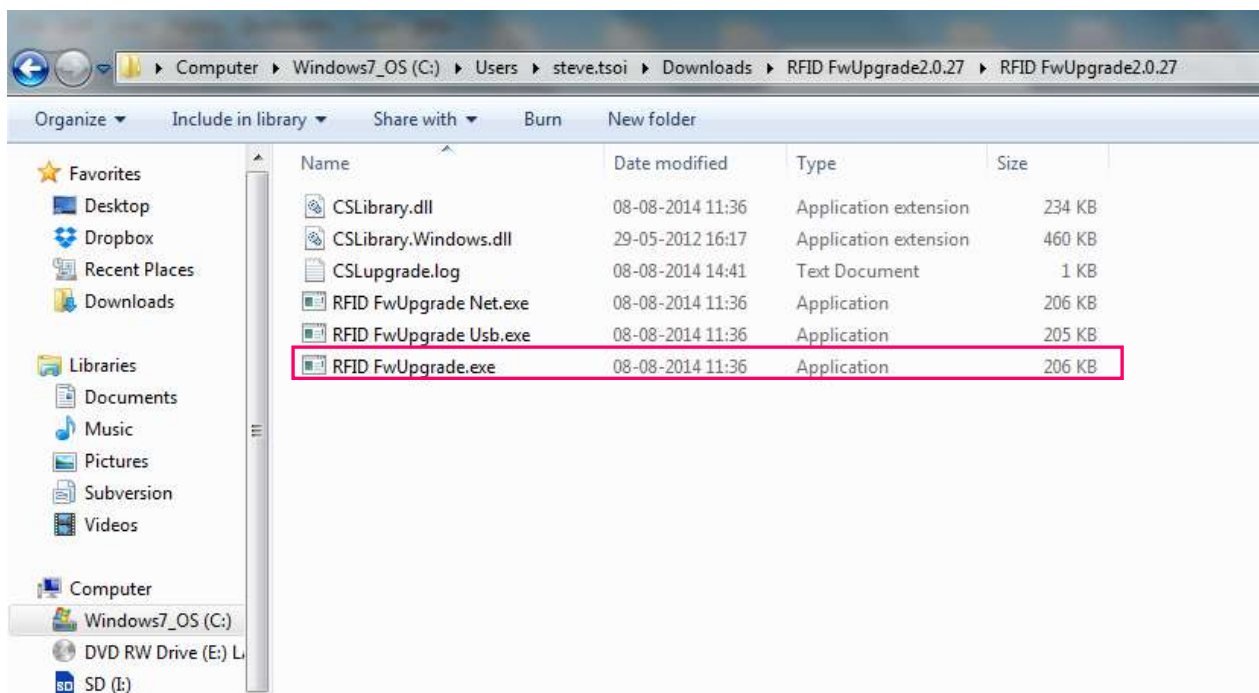 Computer ▸ Windows7_OS (C:) ▸ Users ▸ steve.tsoi ▸ Downloads ▸ RFID FwUpgrade2.0.27 ▸ RFID FwUpgrade2.0.27
Organize Include in library Share with Burn New folder
Name Date modified Type Size
Favorites
Desktop
Dropbox
Recent Places
Downloads
Libraries
Documents
Music
Pictures
Subversion
Videos
Computer
Windows7_OS (C:)
DVD RW Drive (E:)
SD (I:)
CSLibrary.dll 08-08-2014 11:36 Application extension 234 KB
CSLibrary.Windows.dll 29-05-2012 16:17 Application extension 460 KB
CSLupgrade.log 08-08-2014 14:41 Text Document 1 KB
RFID FwUpgrade Net.exe 08-08-2014 11:36 Application 206 KB
RFID FwUpgrade Usb.exe 08-08-2014 11:36 Application 205 KB
RFID FwUpgrade.exe 08-08-2014 11:36 Application 206 KB